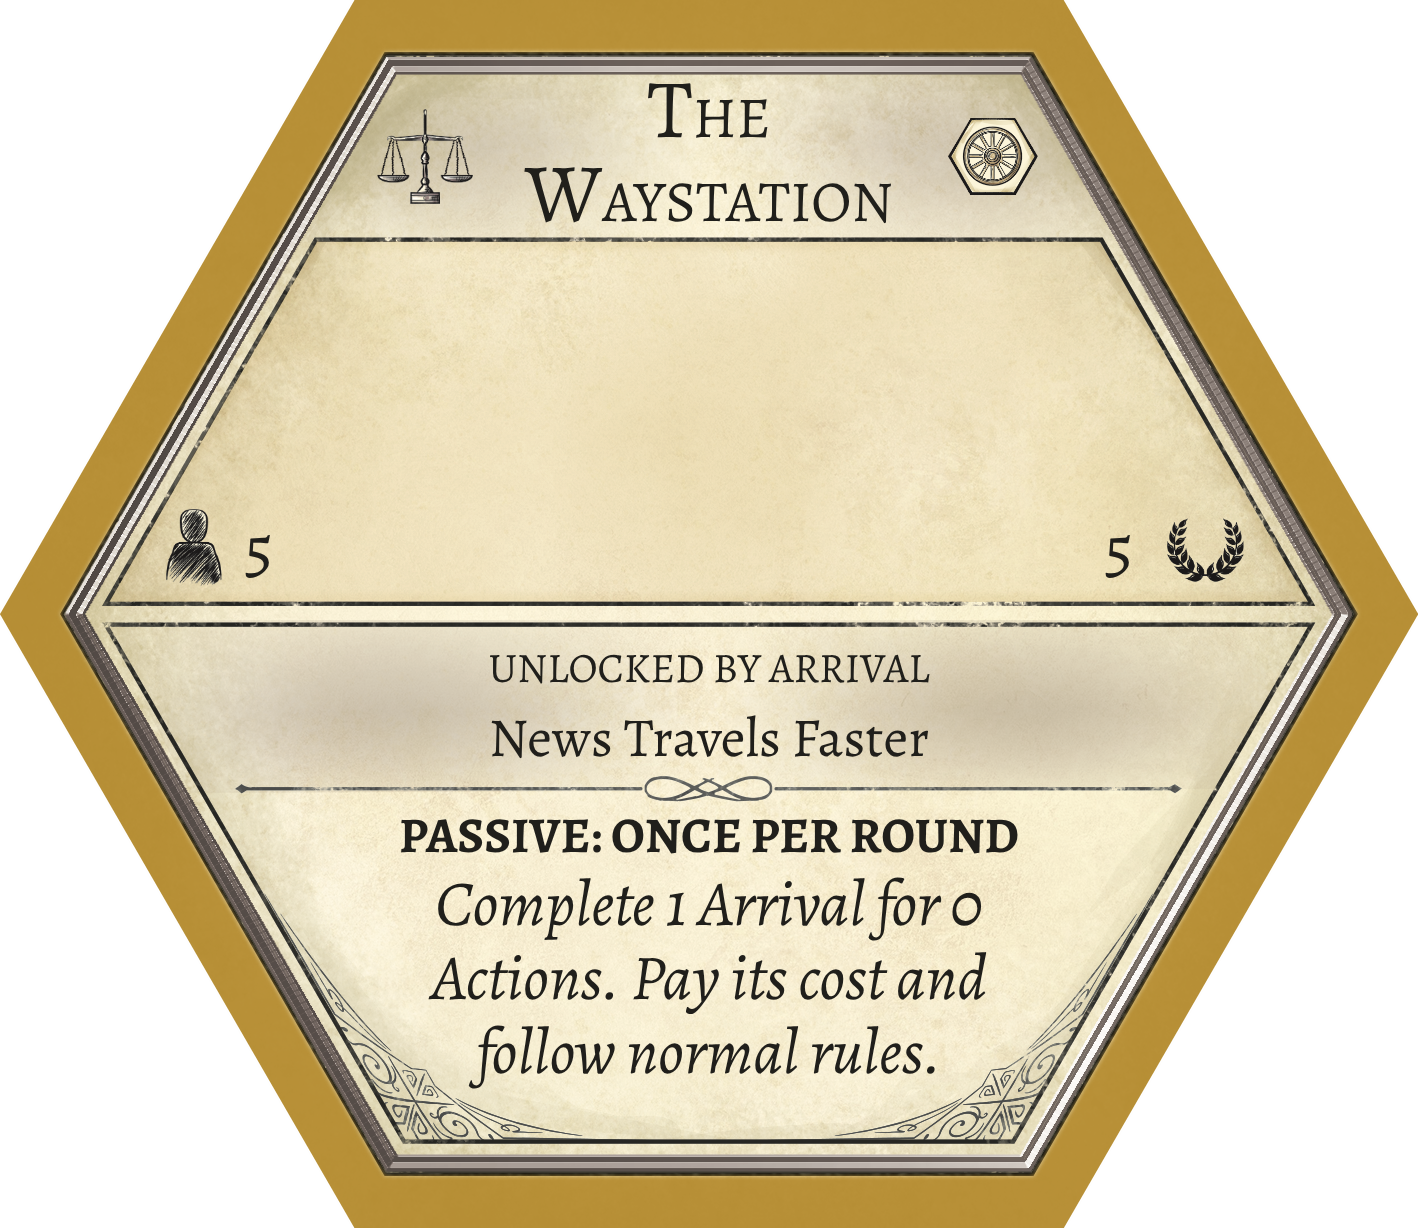 The
Waystation
5
5
UNLOCKED BY ARRIVAL
News Travels Faster
PASSIVE: ONCE PER ROUND
Complete 1 Arrival for 0
Actions. Pay its cost and
follow normal rules.